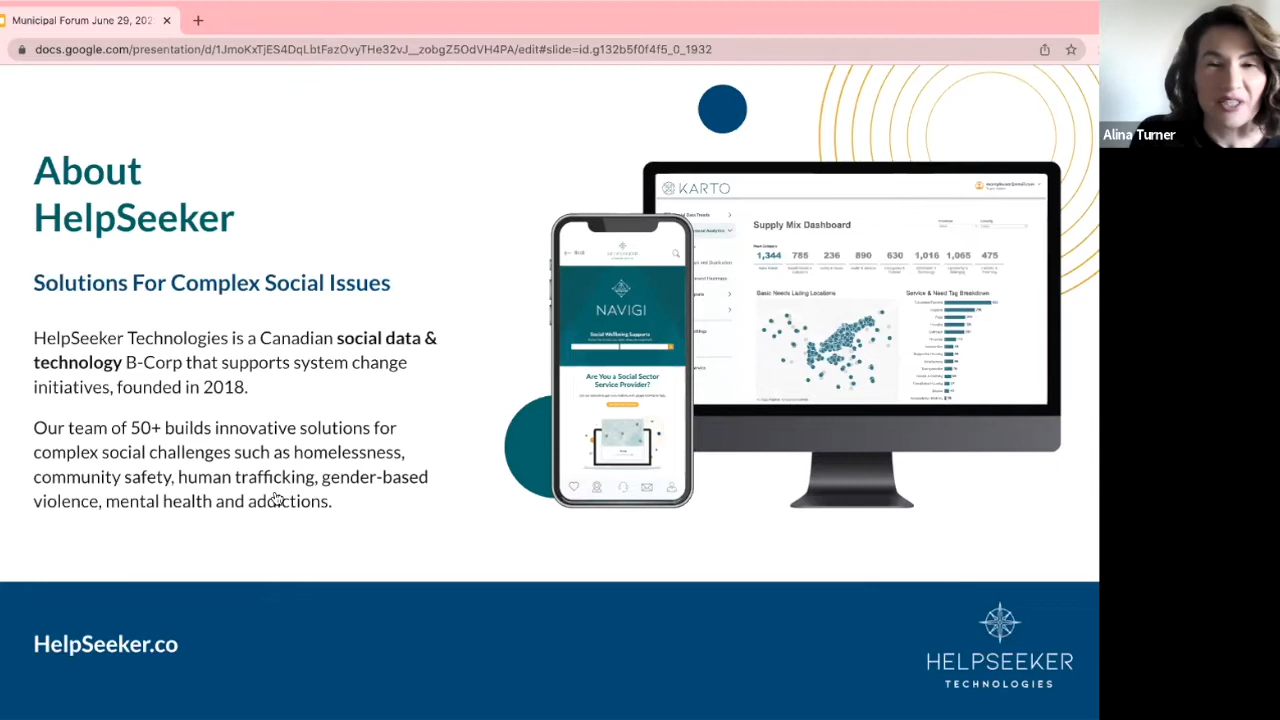 Municipal Forum June 29, 202
docs.google.com/presentation/d/1JmoKxTjES4DqLbtFazOvyTHe32vJ__zobgZ5OdVH4PA/edit#slide=id.g132b5f0f4f5_0_1932
Alina Turner
About
HelpSeeker
Solutions For Complex Social Issues
HelpSeeker Technologies is a Canadian social data &
technology B-Corp that supports system change
initiatives, founded in 2018.
Our team of 50+ builds innovative solutions for
complex social challenges such as homelessness,
community safety, human trafficking, gender-based
violence, mental health and addictions.
NAVIGI
Social Wellbeing Supports
Are You a Social Sector
Service Provider?
KARTO
Supply Mix Dashboard
1,344 785 236 890 630 1,016 1,065 475
Basic Needs Listing Locations
Service & Need Tag Breakdown
HelpSeeker.co
HELPSEEKER
TECHNOLOGIES